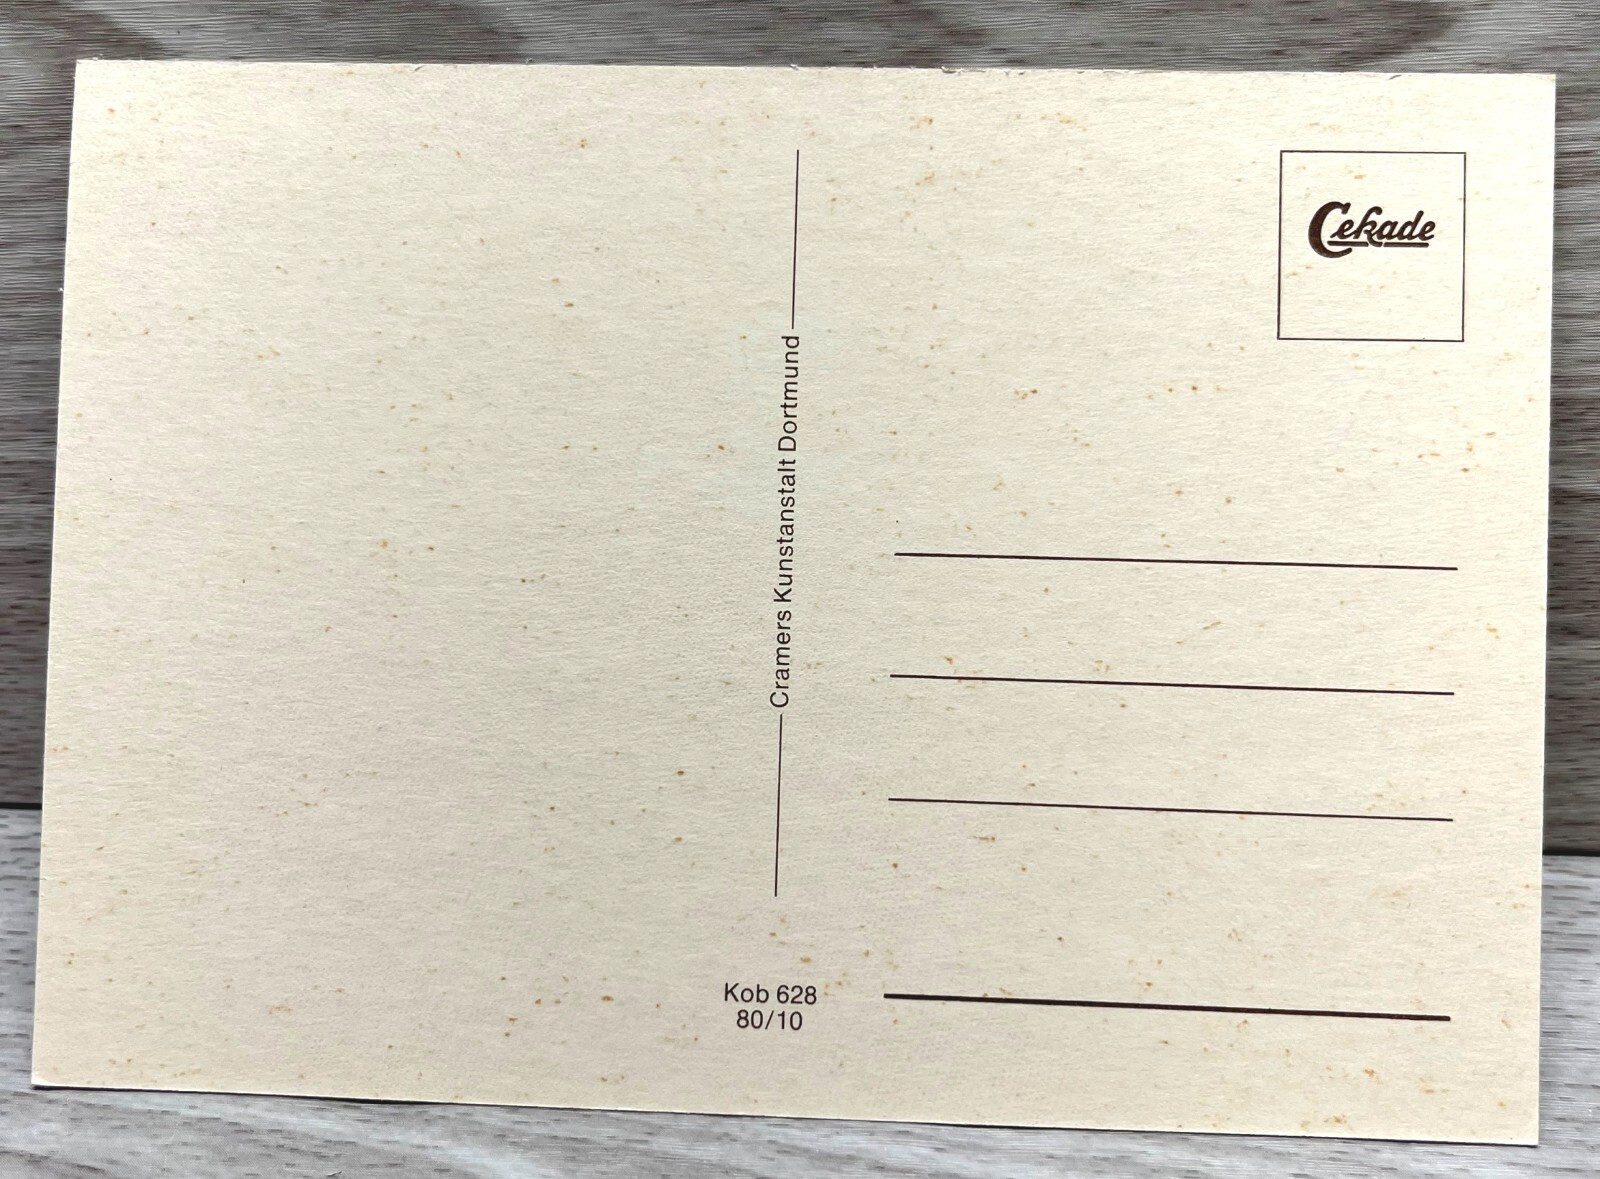 Cekade
Cramers Kunstanstalt Dortmund
Kob 628
80/10